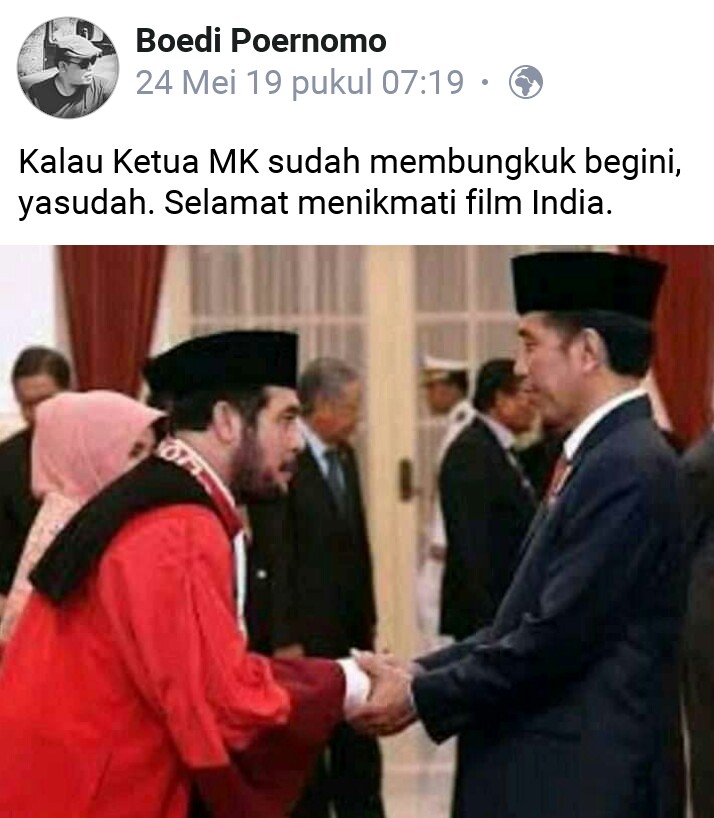 Boedi Poernomo
24 Mei 19 pukul 07:19 ·
Kalau Ketua MK sudah membungkuk begini,
yasudah. Selamat menikmati film India.